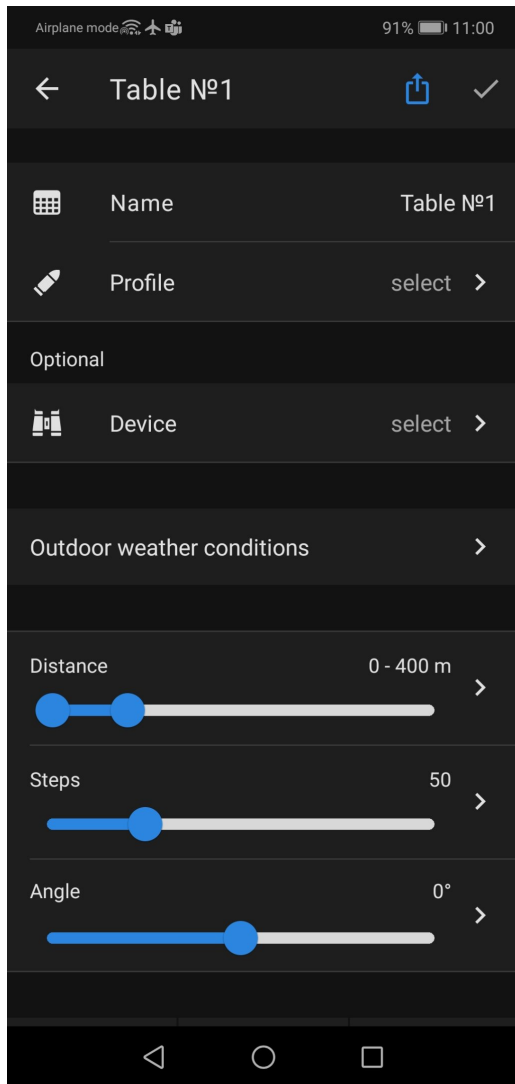 Airplane mode 91% 11:00
Table №1
Name Table №1
Profile select
Optional
Device select
Outdoor weather conditions
Distance 0 - 400 m
Steps 50
Angle 0°